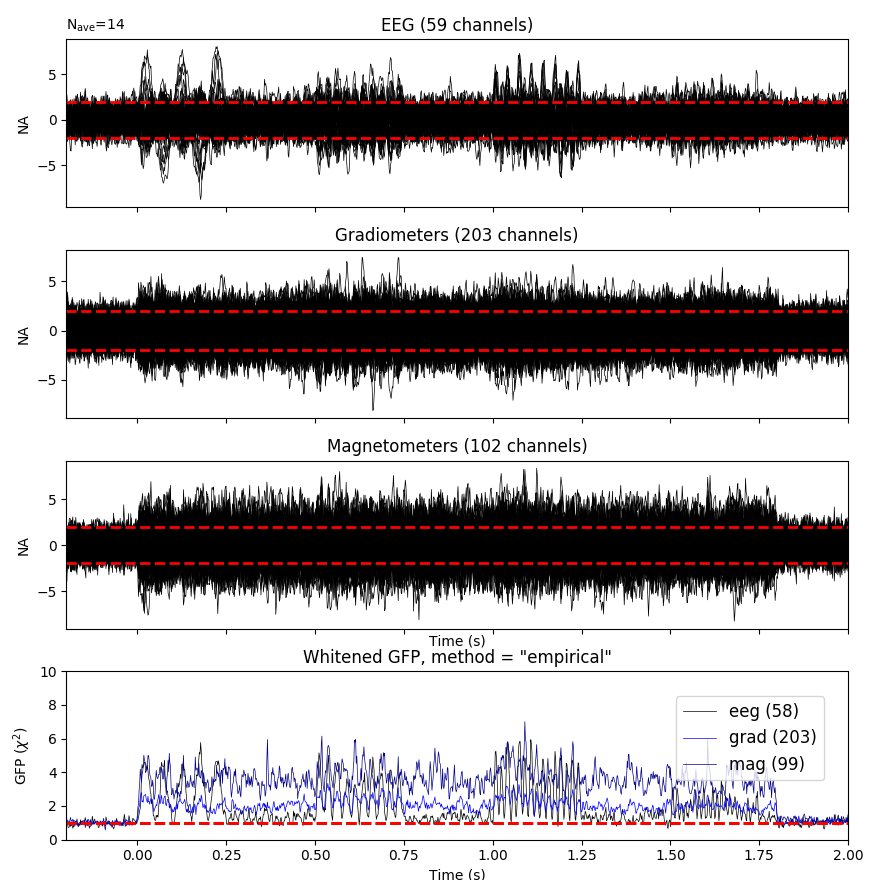 Nave=14
EEG (59 channels)
5
0
−5
NA
Gradiometers (203 channels)
5
0
−5
NA
Magnetometers (102 channels)
5
0
−5
NA
Time (s)
Whitened GFP, method = "empirical"
10
8
6
4
2
0
GFP (χ²)
eeg (58)
grad (203)
mag (99)
0.00 0.25 0.50 0.75 1.00 1.25 1.50 1.75 2.00
Time (s)